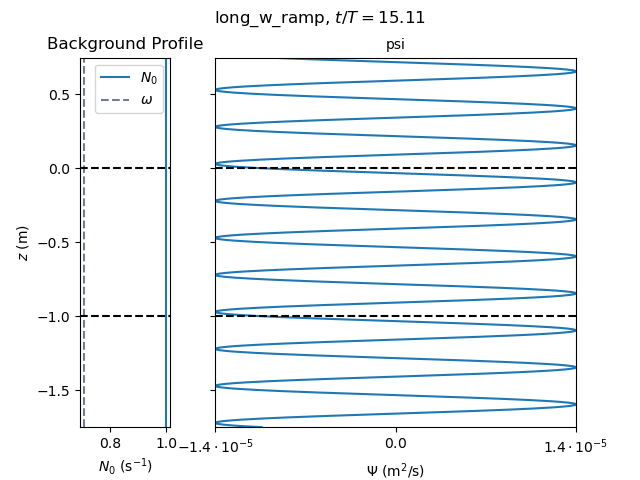 long_w_ramp, t/T = 15.11
Background Profile
psi
N₀
ω
0.5
0.0
−0.5
−1.0
−1.5
z (m)
0.8
1.0
−1.4 · 10⁻⁵
0.0
1.4 · 10⁻⁵
N₀ (s⁻¹)
Ψ (m²/s)